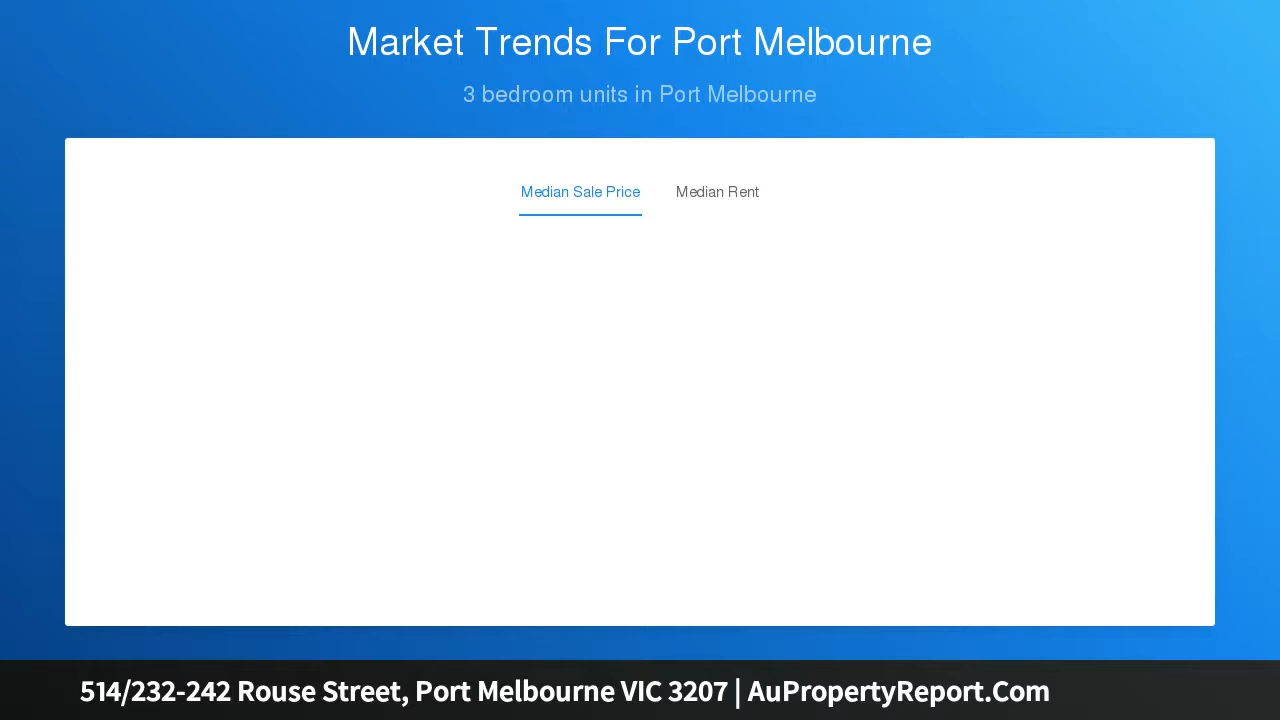 Market Trends For Port Melbourne
3 bedroom units in Port Melbourne
Median Sale Price Median Rent
514/232-242 Rouse Street, Port Melbourne VIC 3207 | AuPropertyReport.Com